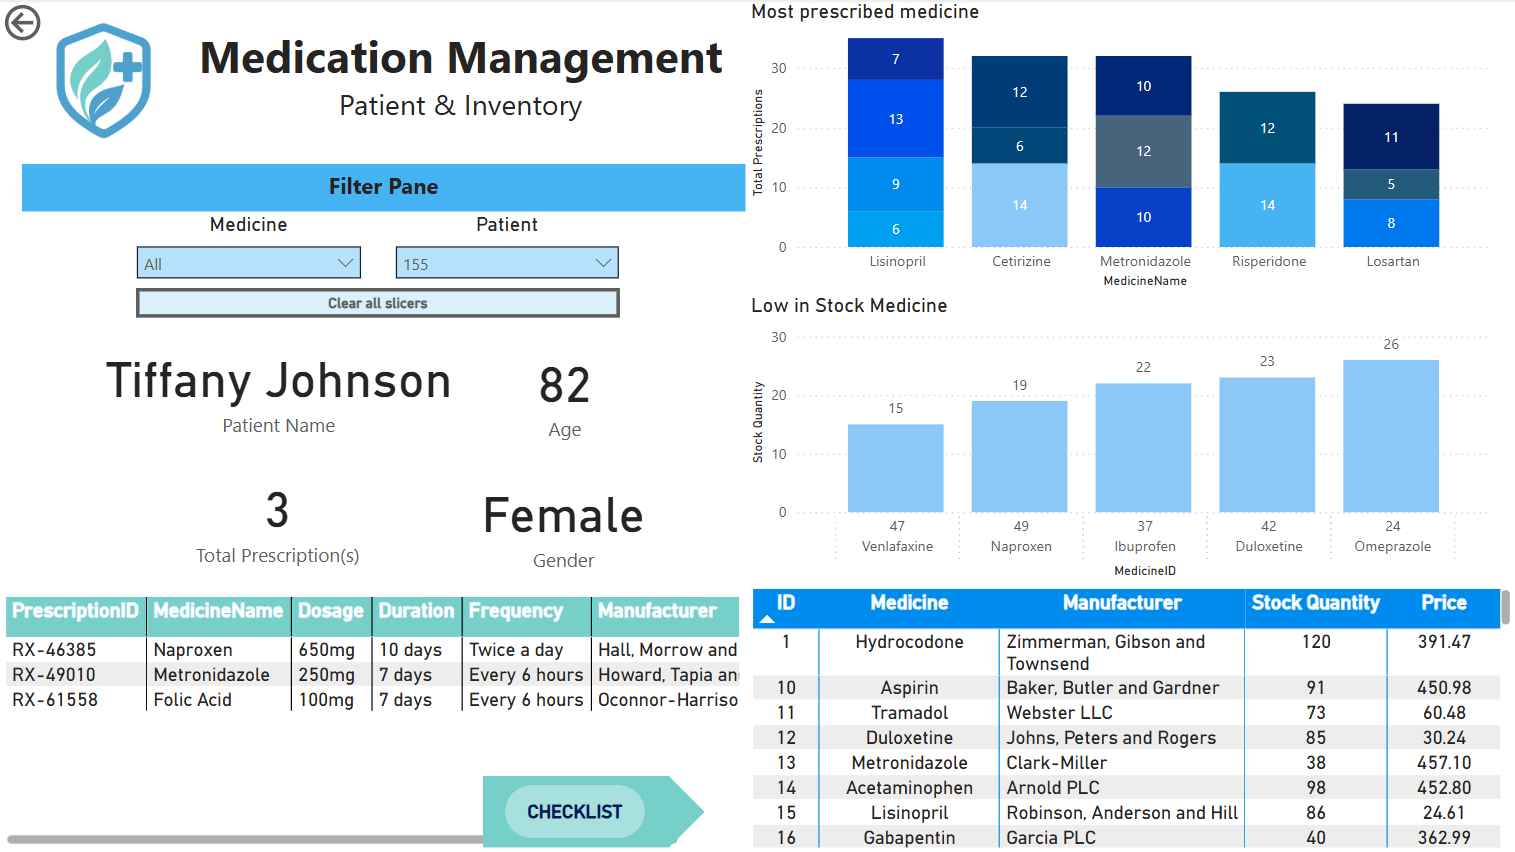 Medication Management
Patient & Inventory
Filter Pane
Medicine Patient
All 155
Clear all slicers
Tiffany Johnson 82
Patient Name Age
3 Female
Total Prescription(s) Gender
PrescriptionID MedicineName Dosage Duration Frequency Manufacturer
RX-46385 Naproxen 650mg 10 days Twice a day Hall, Morrow and
RX-49010 Metronidazole 250mg 7 days Every 6 hours Howard, Tapia an
RX-61558 Folic Acid 100mg 7 days Every 6 hours Oconnor-Harriso
CHECKLIST
Most prescribed medicine
Total Prescriptions
30
20
10
0
7
13
9
6
12
6
14
10
12
10
12
14
11
5
8
Lisinopril Cetirizine Metronidazole Risperidone Losartan
MedicineName
Low in Stock Medicine
Stock Quantity
30
20
10
0
15 19 22 23 26
47 49 37 42 24
Venlafaxine Naproxen Ibuprofen Duloxetine Omeprazole
MedicineID
ID Medicine Manufacturer Stock Quantity Price
1 Hydrocodone Zimmerman, Gibson and 120 391.47
Townsend
10 Aspirin Baker, Butler and Gardner 91 450.98
11 Tramadol Webster LLC 73 60.48
12 Duloxetine Johns, Peters and Rogers 85 30.24
13 Metronidazole Clark-Miller 38 457.10
14 Acetaminophen Arnold PLC 98 452.80
15 Lisinopril Robinson, Anderson and Hill 86 24.61
16 Gabapentin Garcia PLC 40 362.99